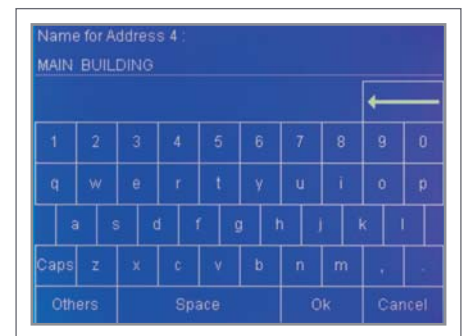 Name for Address 4 :
MAIN BUILDING
1 2 3 4 5 6 7 8 9 0
q w e r t y u i o p
a s d f g h j k l
Caps z x c v b n m , .
Others Space Ok Cancel